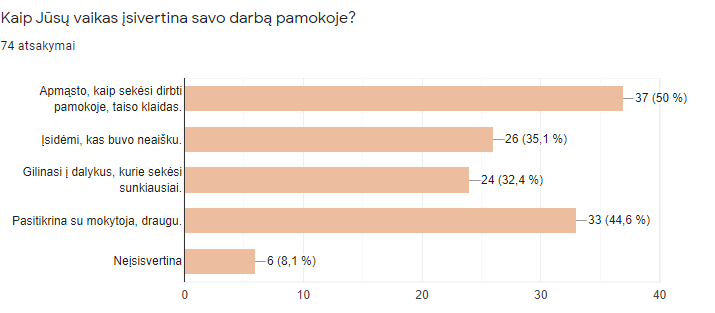 Kaip Jūsų vaikas įsivertina savo darbą pamokoje?
74 atsakymai
Apmąsto, kaip sekėsi dirbti
pamokoje, taiso klaidas.
37 (50 %)
Įsidėmi, kas buvo neaišku.
26 (35,1 %)
Gilinasi į dalykus, kurie sekėsi
sunkiausiai.
24 (32,4 %)
Pasitikrina su mokytoja, draugu.
33 (44,6 %)
Neįsisvertina
6 (8,1 %)
0 10 20 30 40